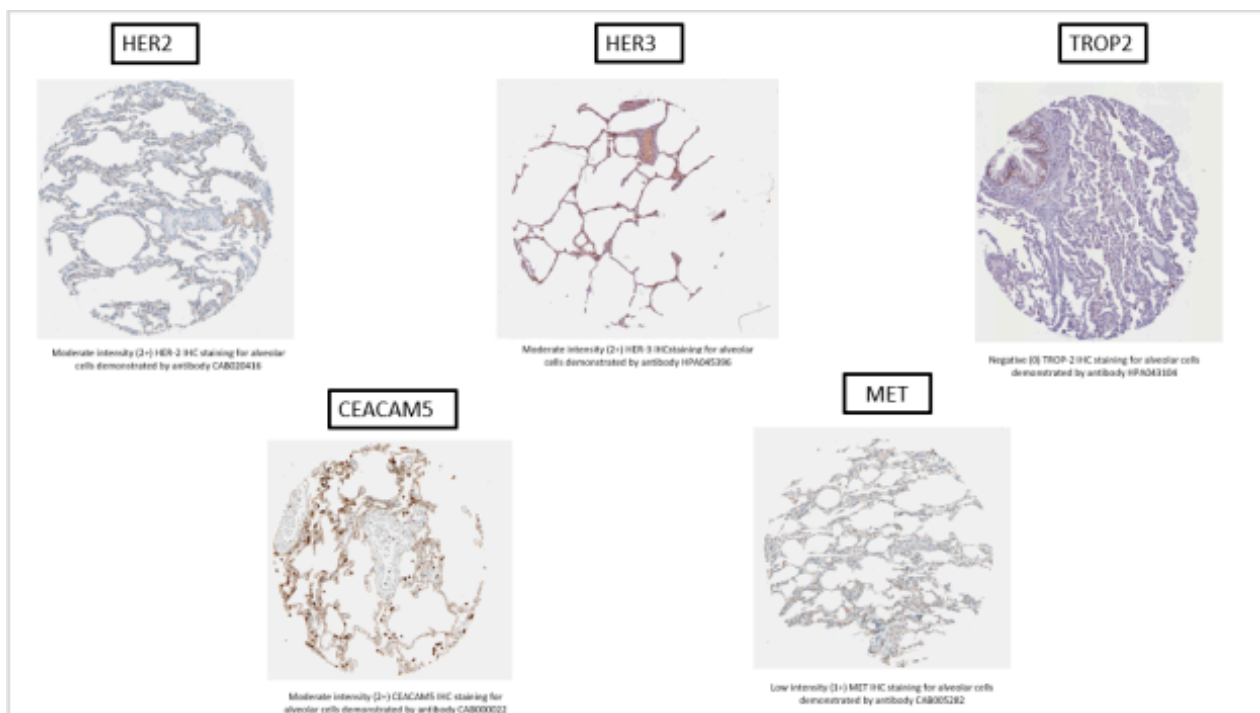 HER2
HER3
TROP2
Moderate intensity (2+) HER-2 IHC staining for alveolar
cells demonstrated by antibody CAB020416
Moderate intensity (2+) HER-3 IHCstaining for alveolar
cells demonstrated by antibody HPA045396
Negative (0) TROP-2 IHC staining for alveolar cells
demonstrated by antibody HPA043104
CEACAM5
MET
Moderate intensity (2+) CEACAM5 IHC staining for
alveolar cells demonstrated by antibody CAB000022
Low intensity (1+) MET IHC staining for alveolar cells
demonstrated by antibody CAB005282